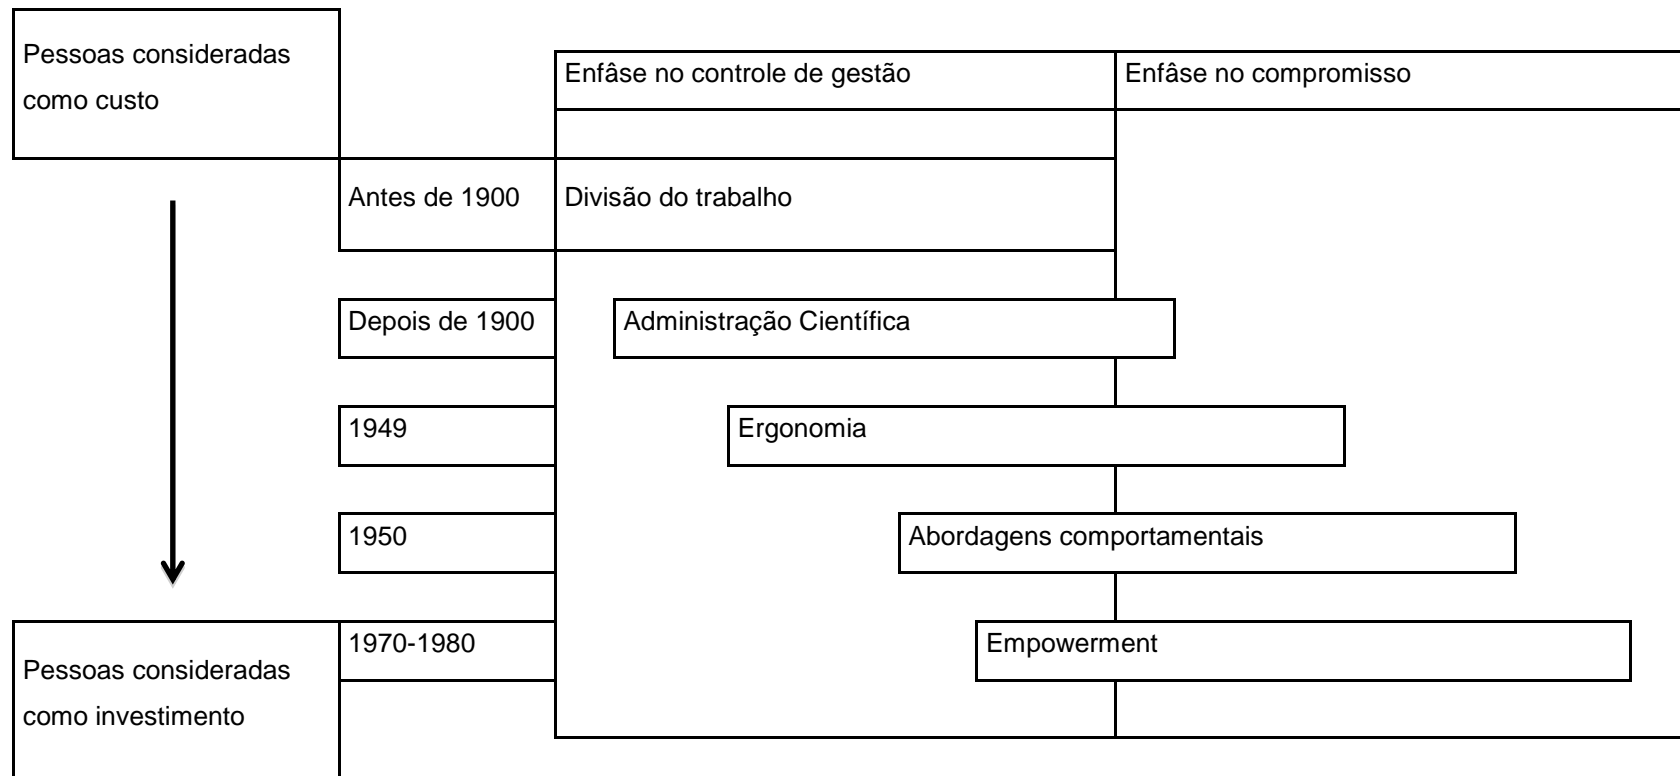 Pessoas consideradas
como custo
Enfâse no controle de gestão
Enfâse no compromisso
Antes de 1900
Divisão do trabalho
Depois de 1900
Administração Científica
1949
Ergonomia
1950
Abordagens comportamentais
1970-1980
Empowerment
Pessoas consideradas
como investimento